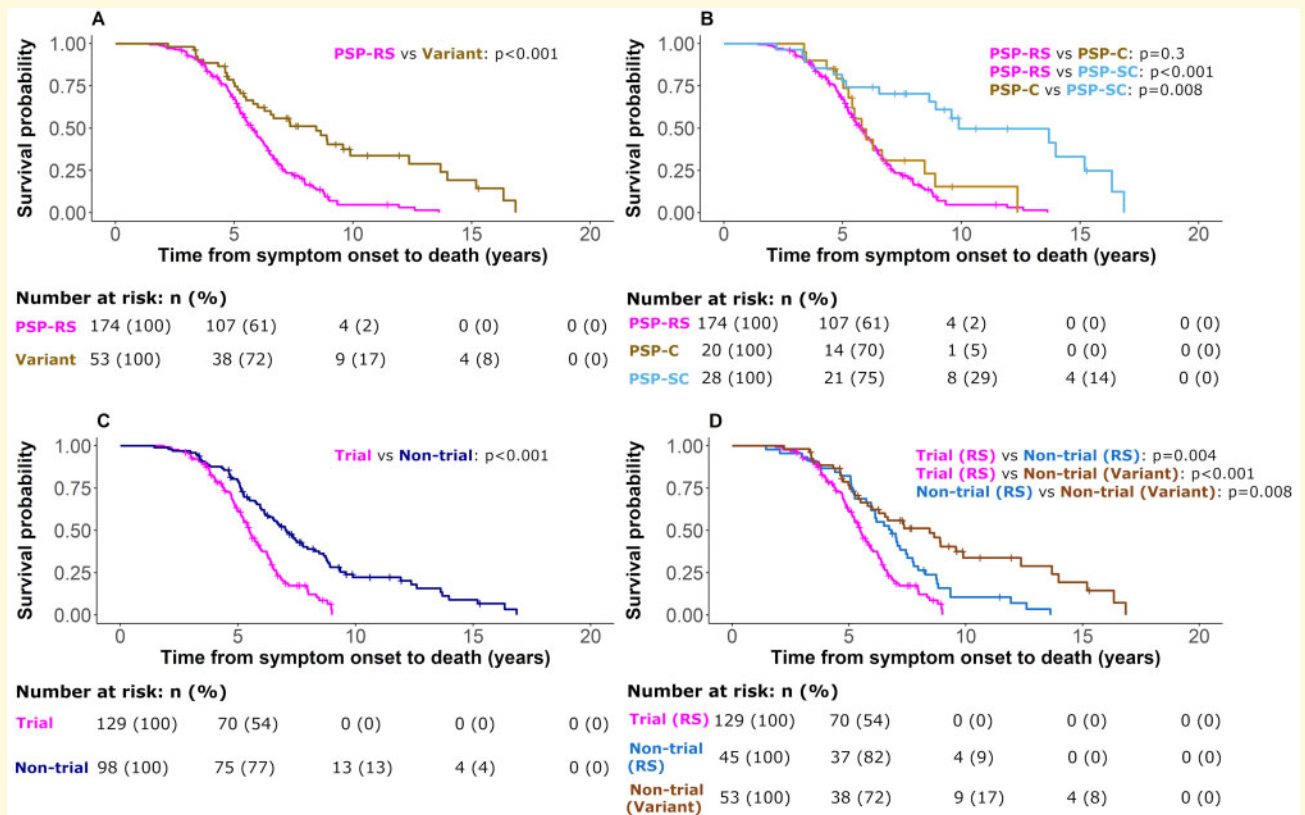 A
PSP-RS vs Variant: p<0.001
Survival probability
1.00
0.75
0.50
0.25
0.00
0 5 10 15 20
Time from symptom onset to death (years)
Number at risk: n (%)
PSP-RS 174 (100) 107 (61) 4 (2) 0 (0) 0 (0)
Variant 53 (100) 38 (72) 9 (17) 4 (8) 0 (0)
B
PSP-RS vs PSP-C: p=0.3
PSP-RS vs PSP-SC: p<0.001
PSP-C vs PSP-SC: p=0.008
Survival probability
1.00
0.75
0.50
0.25
0.00
0 5 10 15 20
Time from symptom onset to death (years)
Number at risk: n (%)
PSP-RS 174 (100) 107 (61) 4 (2) 0 (0) 0 (0)
PSP-C 20 (100) 14 (70) 1 (5) 0 (0) 0 (0)
PSP-SC 28 (100) 21 (75) 8 (29) 4 (14) 0 (0)
C
Trial vs Non-trial: p<0.001
Survival probability
1.00
0.75
0.50
0.25
0.00
0 5 10 15 20
Time from symptom onset to death (years)
Number at risk: n (%)
Trial 129 (100) 70 (54) 0 (0) 0 (0) 0 (0)
Non-trial 98 (100) 75 (77) 13 (13) 4 (4) 0 (0)
D
Trial (RS) vs Non-trial (RS): p=0.004
Trial (RS) vs Non-trial (Variant): p<0.001
Non-trial (RS) vs Non-trial (Variant): p=0.008
Survival probability
1.00
0.75
0.50
0.25
0.00
0 5 10 15 20
Time from symptom onset to death (years)
Number at risk: n (%)
Trial (RS) 129 (100) 70 (54) 0 (0) 0 (0) 0 (0)
Non-trial
(RS) 45 (100) 37 (82) 4 (9) 0 (0) 0 (0)
Non-trial
(Variant) 53 (100) 38 (72) 9 (17) 4 (8) 0 (0)